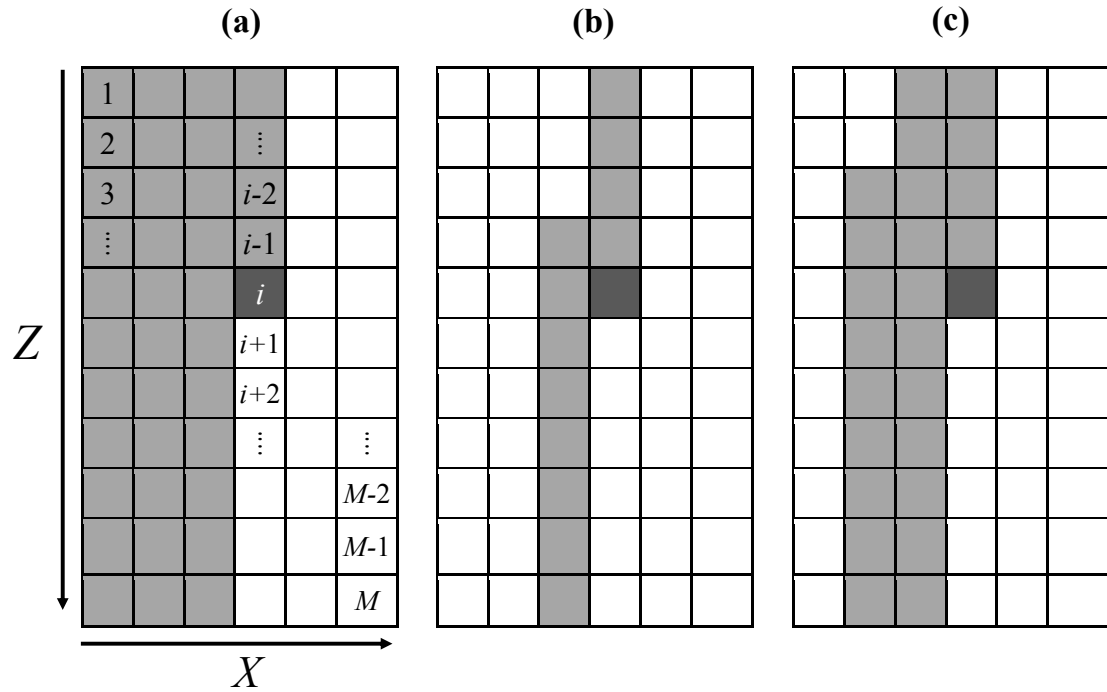 (a) (b) (c)
1
2 ⋮
3 i-2
⋮ i-1
i
i+1
i+2
⋮ ⋮
M-2
M-1
M
Z
X